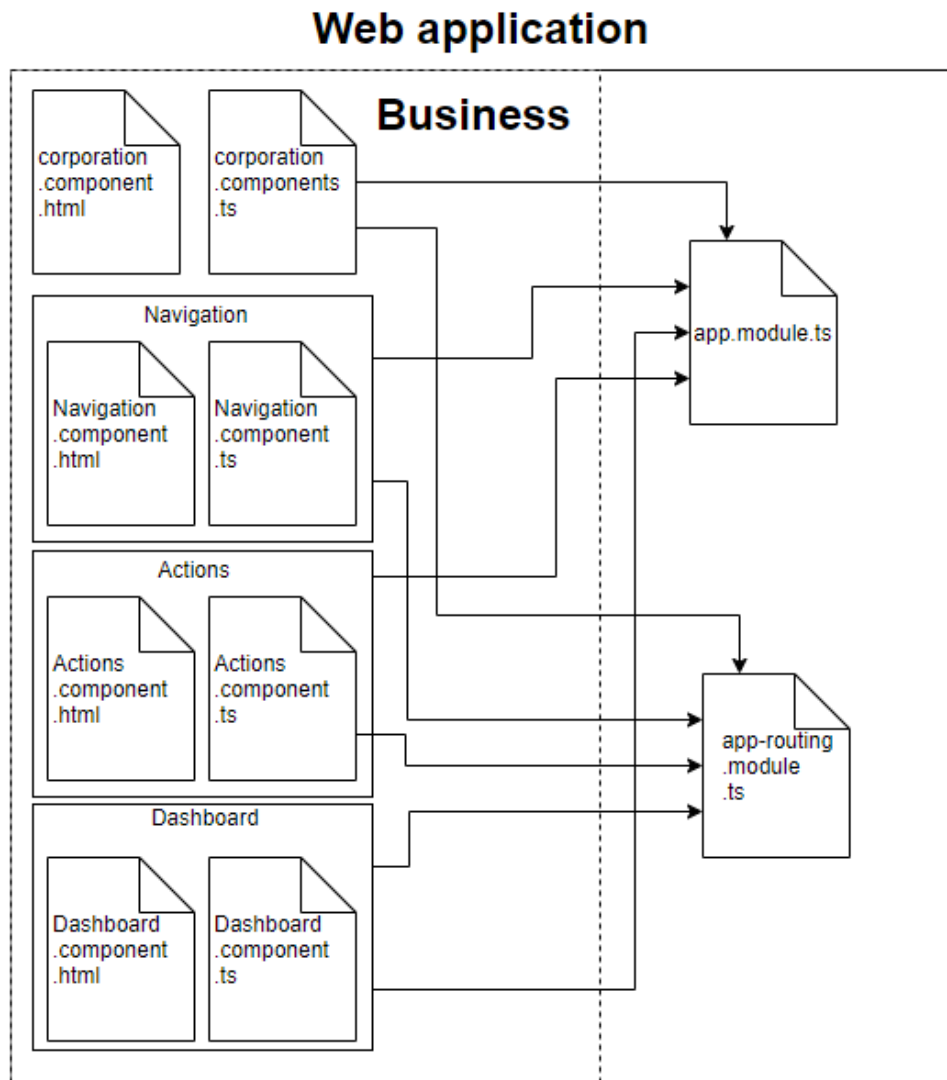 Web application
Business
corporation
.component
.html
corporation
.components
.ts
app.module.ts
Navigation
Navigation
.component
.html
Navigation
.component
.ts
Actions
Actions
.component
.html
Actions
.component
.ts
app-routing
.module
.ts
Dashboard
Dashboard
.component
.html
Dashboard
.component
.ts